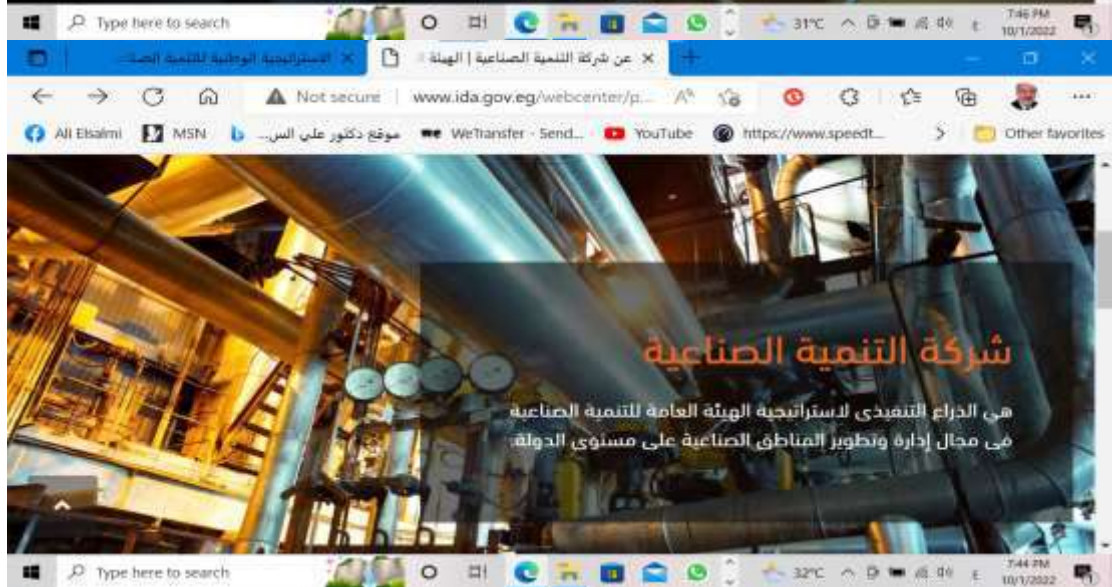 Type here to search
31°C
7:46 PM
10/1/2022
الاستراتيجية الوطنية للتنمية الصنا...
عن شركة التنمية الصناعية | الهيئة
Not secure
www.ida.gov.eg/webcenter/p...
Ali Elsalmi
MSN
موقع دكتور علي الس...
WeTransfer - Send...
YouTube
https://www.speedt...
Other favorites
شركة التنمية الصناعية
هي الذراع التنفيذى لاستراتيجية الهيئة العامة للتنمية الصناعية
فى مجال إدارة وتطوير المناطق الصناعية على مستوى الدولة.
Type here to search
32°C
7:44 PM
10/1/2022